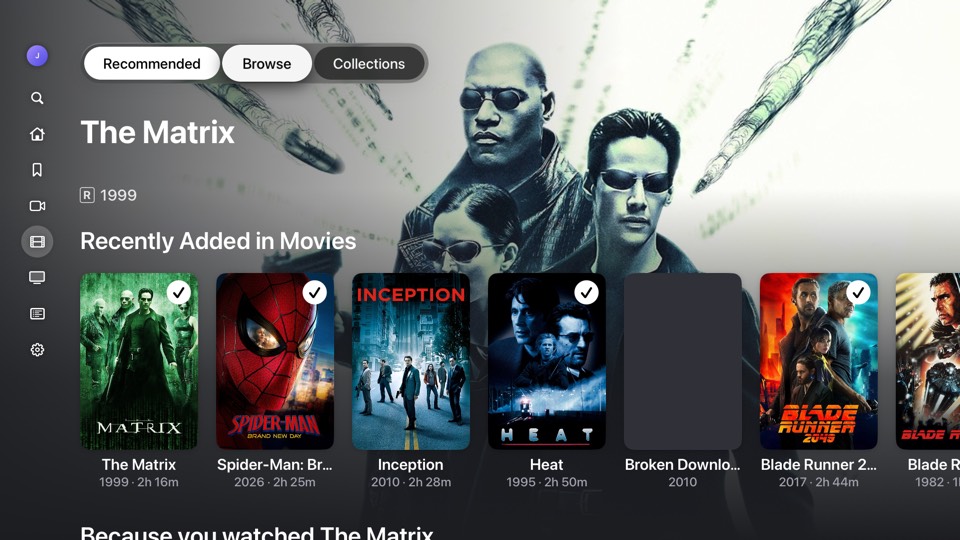 J
Recommended
Browse
Collections
The Matrix
R 1999
Recently Added in Movies
THE MATRIX
SPIDER-MAN
BRAND NEW DAY
INCEPTION
HEAT
BLADE RUNNER 2049
BLADE R
The Matrix
1999 · 2h 16m
Spider-Man: Br...
2026 · 2h 25m
Inception
2010 · 2h 28m
Heat
1995 · 2h 50m
Broken Downlo...
2010
Blade Runner 2...
2017 · 2h 44m
Blade R
1982 · 1
Because you watched The Matrix